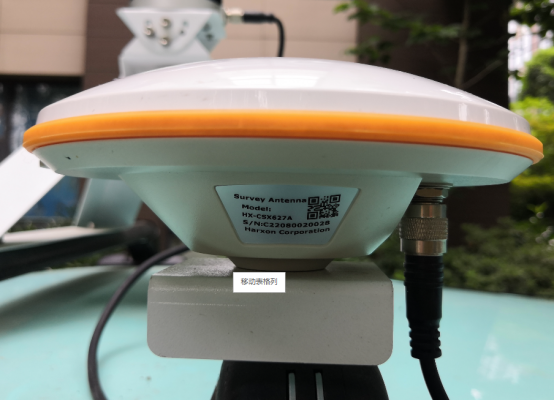 Survey Antenna
Model:
HX-CSX627A
S/N:C22080020028
Harxon Corporation
移动表格列